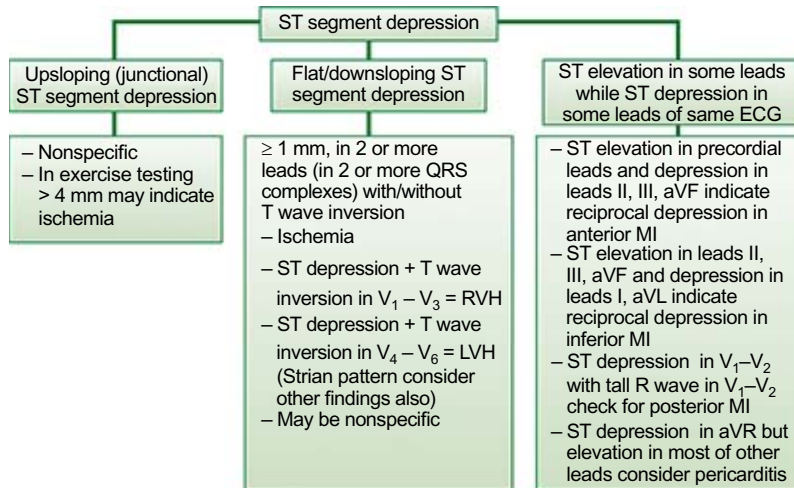 ST segment depression
Upsloping (junctional)
ST segment depression
– Nonspecific
– In exercise testing
> 4 mm may indicate
ischemia
Flat/downsloping ST
segment depression
≥ 1 mm, in 2 or more
leads (in 2 or more QRS
complexes) with/without
T wave inversion
– Ischemia
– ST depression + T wave
inversion in V1 – V3 = RVH
– ST depression + T wave
inversion in V4 – V6 = LVH
(Strian pattern consider
other findings also)
– May be nonspecific
ST elevation in some leads
while ST depression in
some leads of same ECG
– ST elevation in precordial
leads and depression in
leads II, III, aVF indicate
reciprocal depression in
anterior MI
– ST elevation in leads II,
III, aVF and depression in
leads I, aVL indicate
reciprocal depression in
inferior MI
– ST depression in V1–V2
with tall R wave in V1–V2
check for posterior MI
– ST depression in aVR but
elevation in most of other
leads consider pericarditis